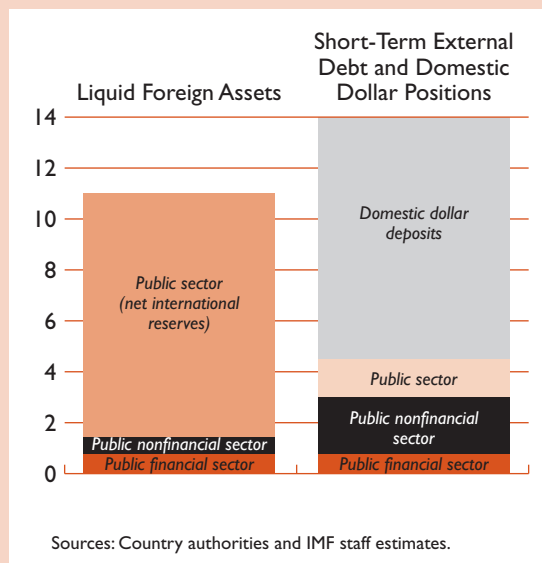 Short-Term External
Debt and Domestic
Dollar Positions
Liquid Foreign Assets
14
12
10
8
6
4
2
0
Public sector
(net international
reserves)
Public nonfinancial sector
Public financial sector
Domestic dollar
deposits
Public sector
Public nonfinancial
sector
Public financial sector
Sources: Country authorities and IMF staff estimates.